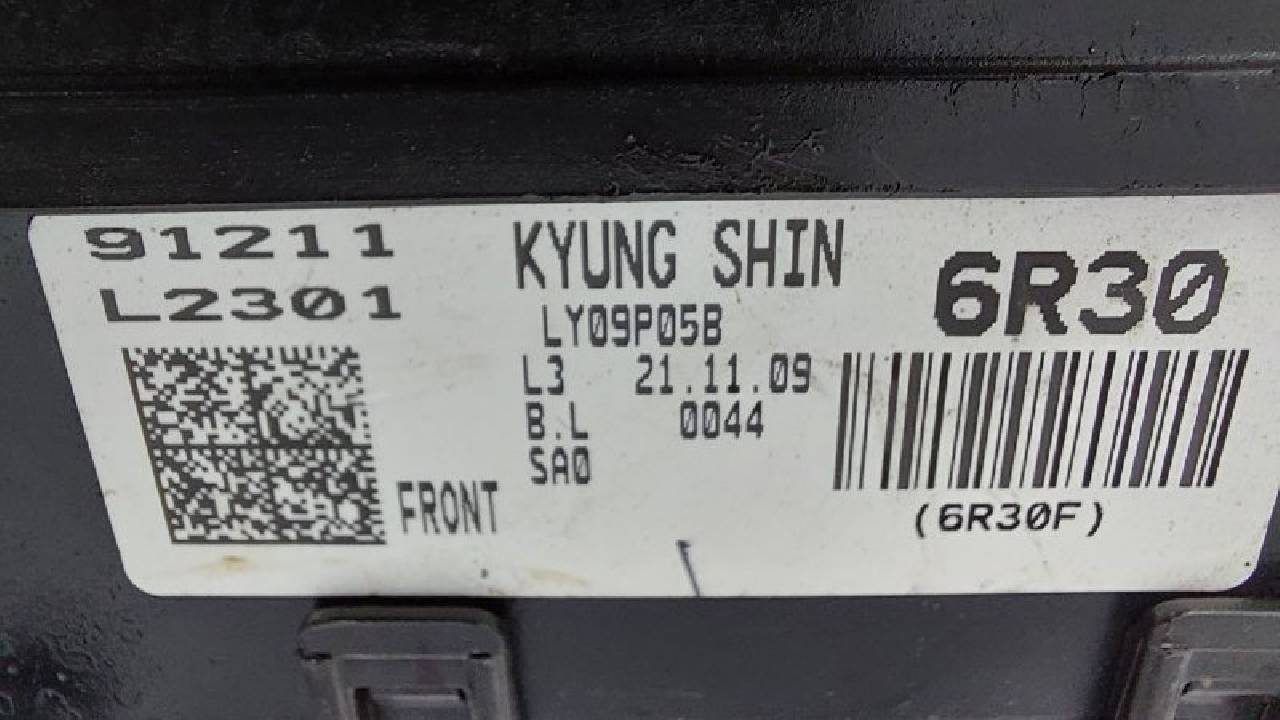 91211
L2301
FRONT
KYUNG SHIN
LY09P05B
L3 21.11.09
B.L 0044
SA0
6R30
(6R30F)